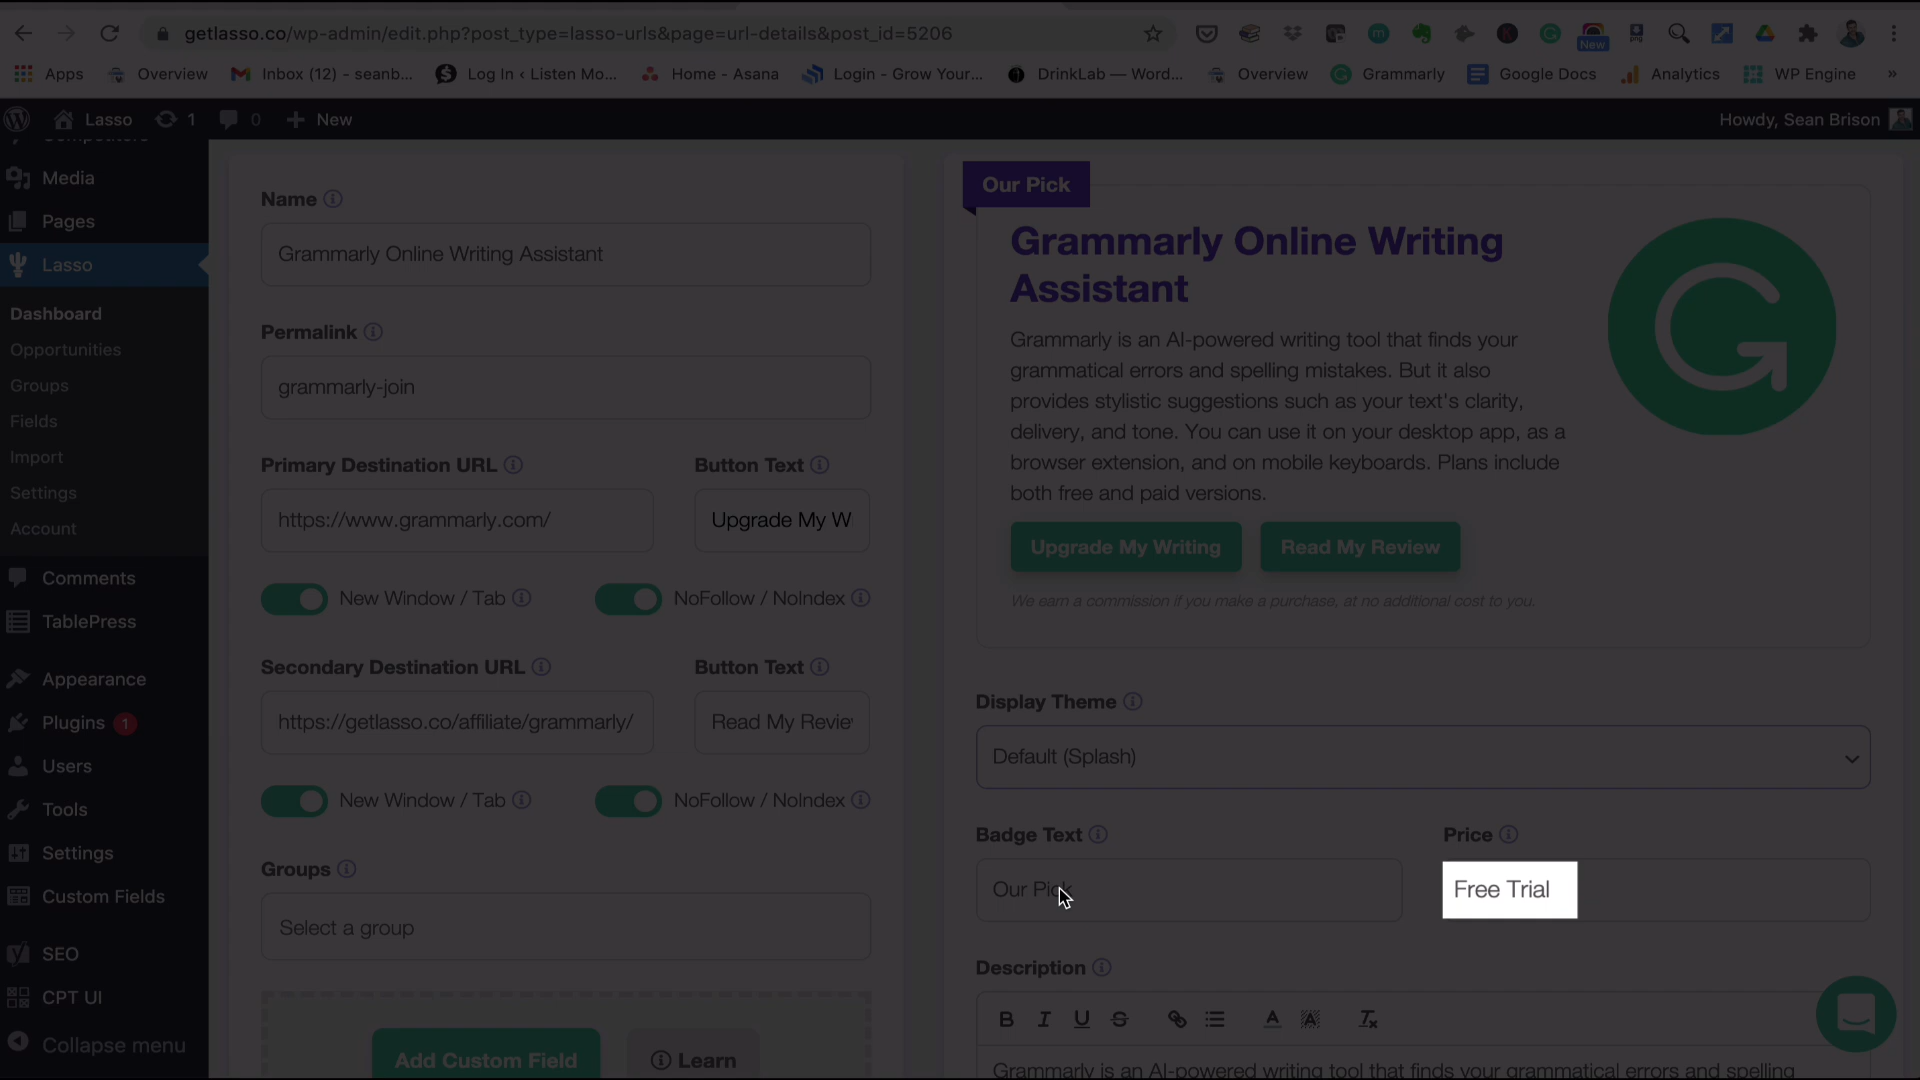 getlasso.co/wp-admin/edit.php?post_type=lasso-urls&page=url-details&post_id=5206
New
Apps
Overview
Inbox (12) - seanb...
Log In ‹ Listen Mo...
Home - Asana
Login - Grow Your...
DrinkLab — Word...
Overview
Grammarly
Google Docs
Analytics
WP Engine
»
Lasso
1
0
New
Howdy, Sean Brison
Competitors
Media
Pages
Lasso
Dashboard
Opportunities
Groups
Fields
Import
Settings
Account
Comments
TablePress
Appearance
Plugins 1
Users
Tools
Settings
Custom Fields
SEO
CPT UI
Collapse menu
Name
Grammarly Online Writing Assistant
Permalink
grammarly-join
Primary Destination URL
Button Text
https://www.grammarly.com/
Upgrade My W
New Window / Tab
NoFollow / NoIndex
Secondary Destination URL
Button Text
https://getlasso.co/affiliate/grammarly/
Read My Revie
New Window / Tab
NoFollow / NoIndex
Groups
Select a group
Add Custom Field
Learn
Our Pick
Grammarly Online Writing
Assistant
Grammarly is an AI-powered writing tool that finds your
grammatical errors and spelling mistakes. But it also
provides stylistic suggestions such as your text's clarity,
delivery, and tone. You can use it on your desktop app, as a
browser extension, and on mobile keyboards. Plans include
both free and paid versions.
Upgrade My Writing
Read My Review
We earn a commission if you make a purchase, at no additional cost to you.
Display Theme
Default (Splash)
Badge Text
Price
Our Pick
Free Trial
Description
B I U S
Grammarly is an AI-powered writing tool that finds your grammatical errors and spelling